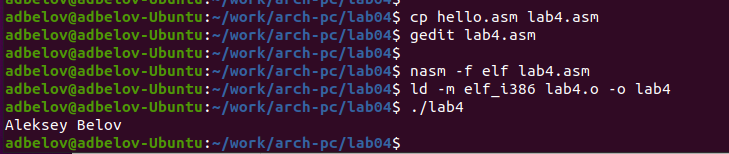 adbelov@adbelov-Ubuntu:~/work/arch-pc/lab04$ cp hello.asm lab4.asm
adbelov@adbelov-Ubuntu:~/work/arch-pc/lab04$ gedit lab4.asm
adbelov@adbelov-Ubuntu:~/work/arch-pc/lab04$
adbelov@adbelov-Ubuntu:~/work/arch-pc/lab04$ nasm -f elf lab4.asm
adbelov@adbelov-Ubuntu:~/work/arch-pc/lab04$ ld -m elf_i386 lab4.o -o lab4
adbelov@adbelov-Ubuntu:~/work/arch-pc/lab04$ ./lab4
Aleksey Belov
adbelov@adbelov-Ubuntu:~/work/arch-pc/lab04$